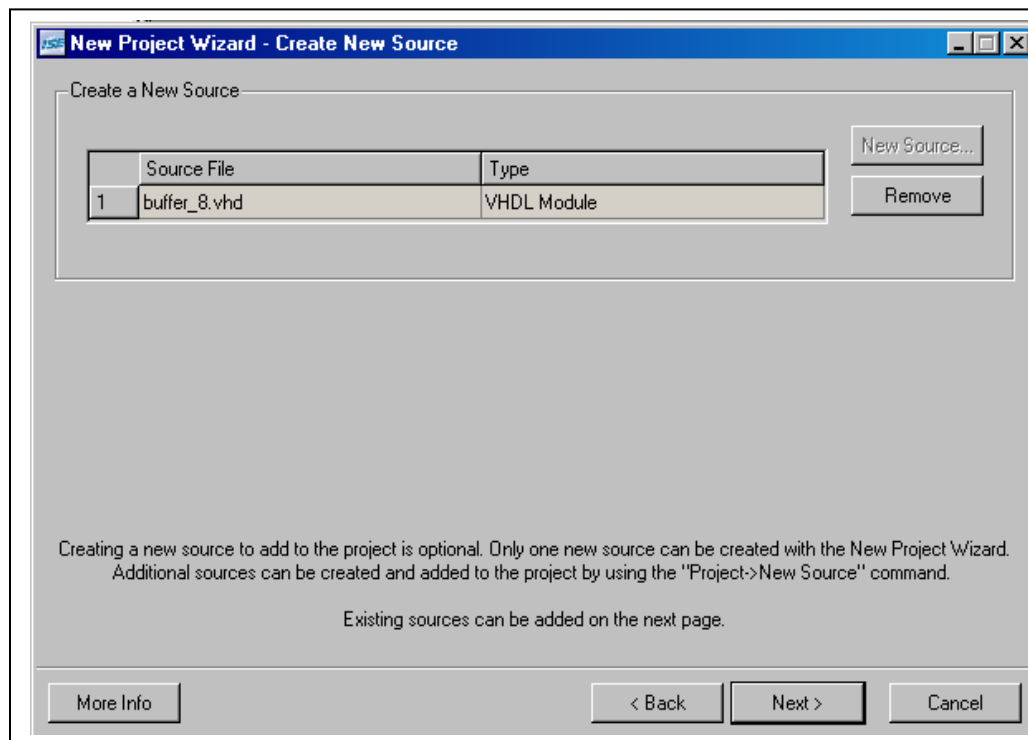 ISE New Project Wizard - Create New Source
Create a New Source
Source File Type
1 buffer_8.vhd VHDL Module
New Source...
Remove
Creating a new source to add to the project is optional. Only one new source can be created with the New Project Wizard.
Additional sources can be created and added to the project by using the "Project->New Source" command.
Existing sources can be added on the next page.
More Info < Back Next > Cancel